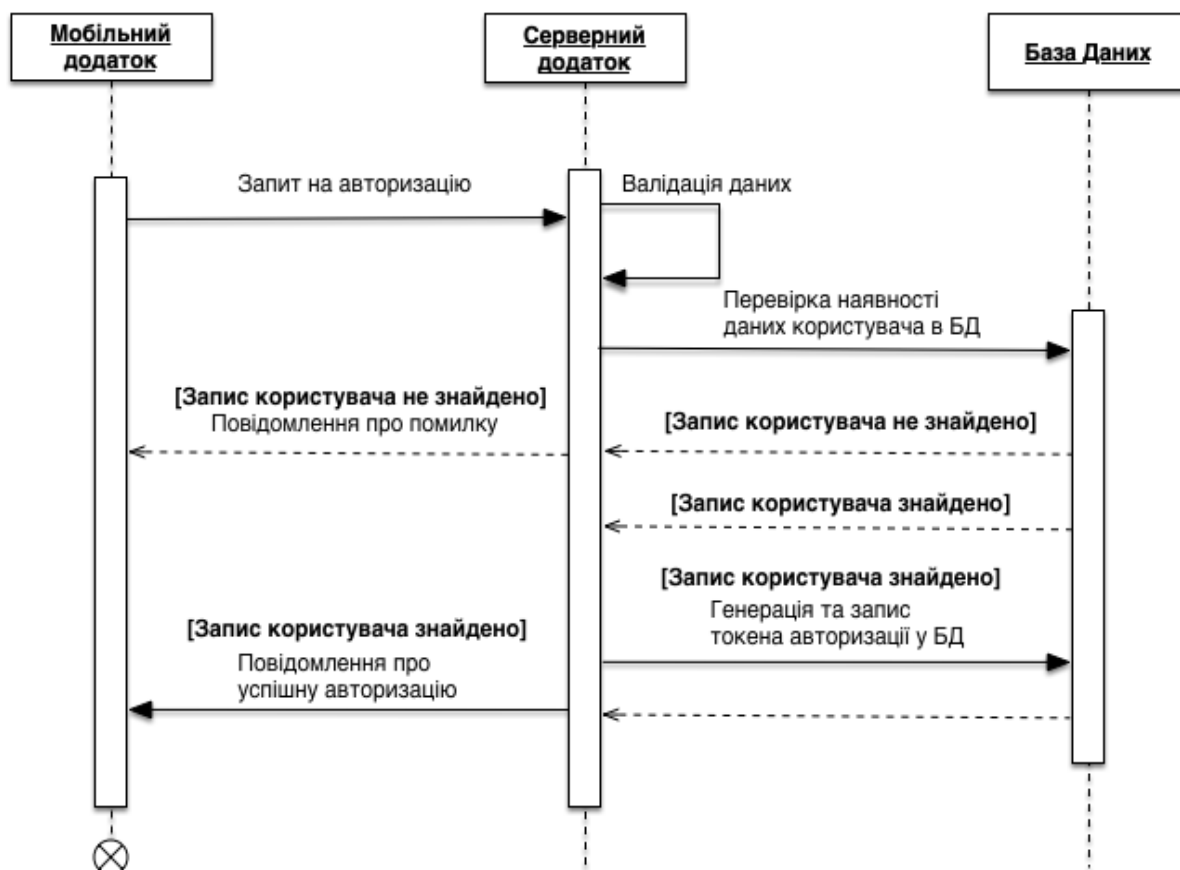 Мобільний
додаток
Серверний
додаток
База Даних
Запит на авторизацію
Валідація даних
Перевірка наявності
даних користувача в БД
[Запис користувача не знайдено]
Повідомлення про помилку
[Запис користувача не знайдено]
[Запис користувача знайдено]
[Запис користувача знайдено]
Генерація та запис
токена авторизації у БД
[Запис користувача знайдено]
Повідомлення про
успішну авторизацію